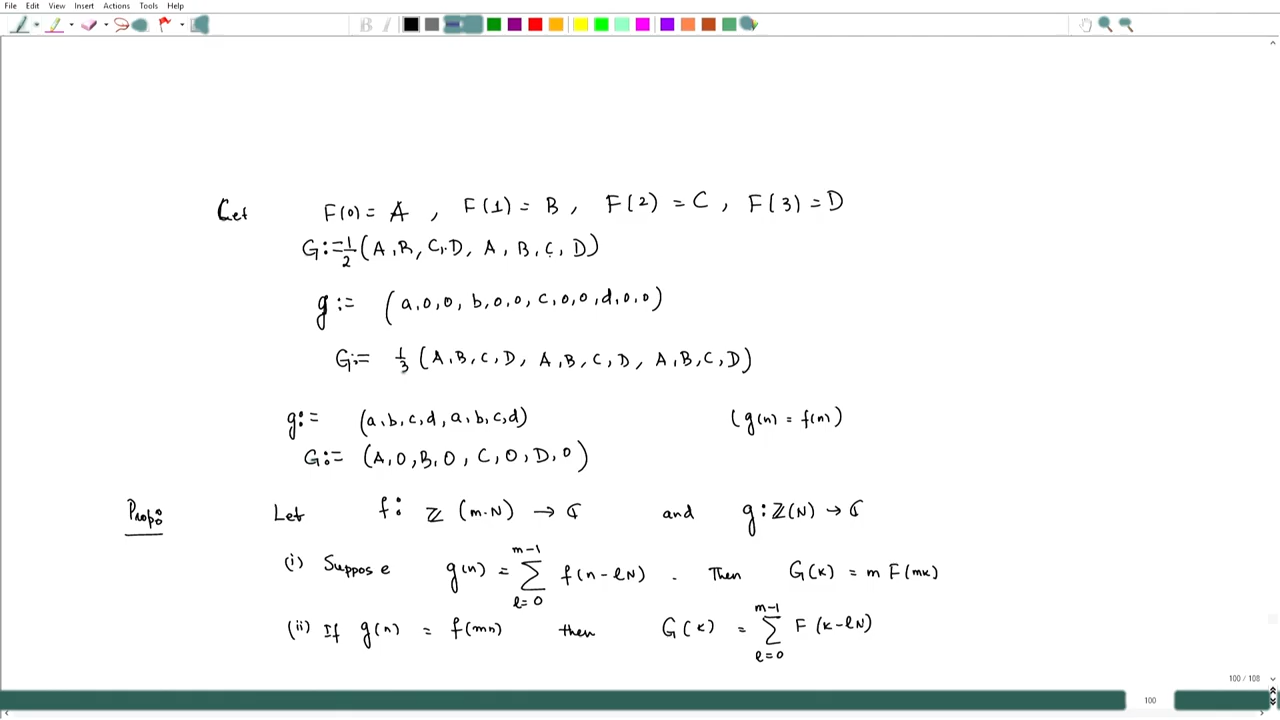 File Edit View Insert Actions Tools Help
B I
Let F(0) = A , F(1) = B , F(2) = C , F(3) = D
G := 1/2 (A, B, C, D, A, B, C, D)
g := (a, 0, 0, b, 0, 0, c, 0, 0, d, 0, 0)
G := 1/3 (A, B, C, D, A, B, C, D, A, B, C, D)
g := (a, b, c, d, a, b, c, d) (g(n) = f(n))
G := (A, 0, B, 0, C, 0, D, 0)
Prop: Let f : ℤ(m·N) → ℂ and g : ℤ(N) → ℂ
(i) Suppose g(n) = ∑_{ℓ=0}^{m-1} f(n-ℓN) . Then G(k) = m F(mk)
(ii) If g(n) = f(mn) then G(k) = ∑_{ℓ=0}^{m-1} F(k-ℓN)
100 / 108
100